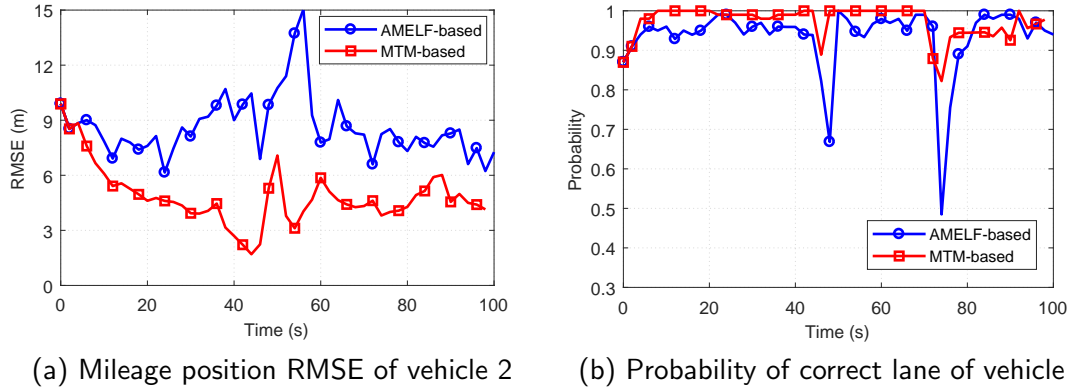 15
12
9
6
3
0
RMSE (m)
0
20
40
60
80
100
Time (s)
AMELF-based
MTM-based
(a) Mileage position RMSE of vehicle 2
1
0.9
0.8
0.7
0.6
0.5
0.4
0.3
Probability
0
20
40
60
80
100
Time (s)
AMELF-based
MTM-based
(b) Probability of correct lane of vehicle